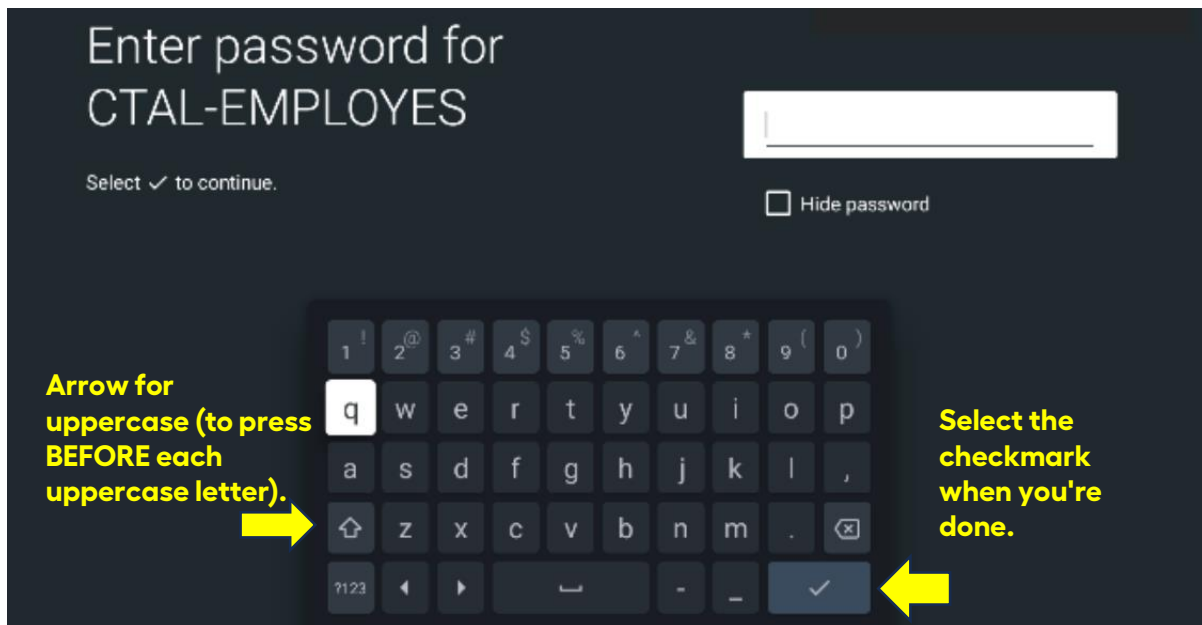 Enter password for
CTAL-EMPLOYES
Select ✓ to continue.
Hide password
1 ! 2 @ 3 # 4 $ 5 % 6 ^ 7 & 8 * 9 ( 0 )
q w e r t y u i o p
a s d f g h j k l ,
z x c v b n m .
?123 - _
Arrow for
uppercase (to press
BEFORE each
uppercase letter).
Select the
checkmark
when you're
done.